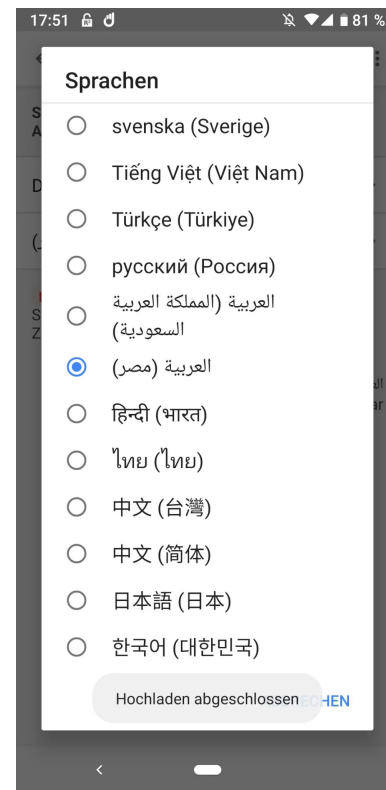 17:51 81 %
Sprachen
svenska (Sverige)
Tiếng Việt (Việt Nam)
Türkçe (Türkiye)
русский (Россия)
العربية (المملكة العربية
السعودية)
العربية (مصر)
हिन्दी (भारत)
ไทย (ไทย)
中文 (台灣)
中文 (简体)
日本語 (日本)
한국어 (대한민국)
Hochladen abgeschlossen CHEN